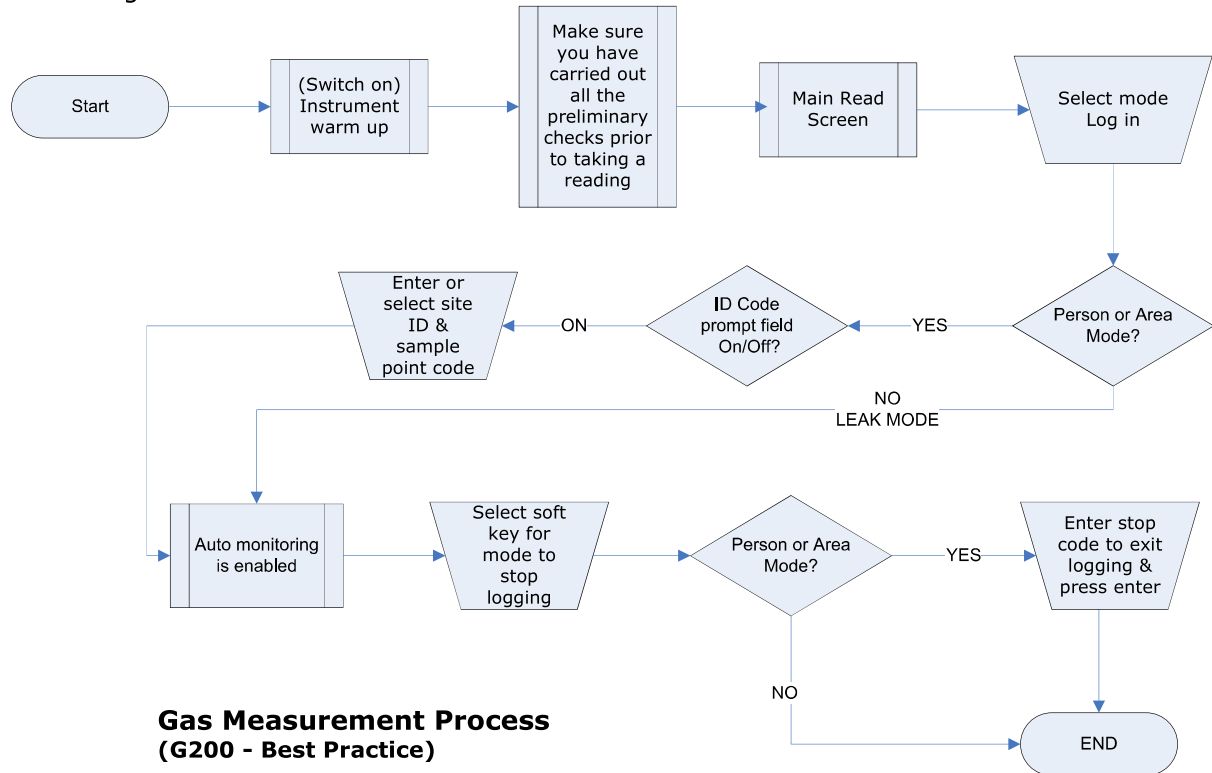 Start
(Switch on)
Instrument
warm up
Make sure
you have
carried out
all the
preliminary
checks prior
to taking a
reading
Main Read
Screen
Select mode
Log in
Person or Area
Mode?
YES
ID Code
prompt field
On/Off?
ON
Enter or
select site
ID &
sample
point code
NO
LEAK MODE
Auto monitoring
is enabled
Select soft
key for
mode to
stop
logging
Person or Area
Mode?
YES
Enter stop
code to exit
logging &
press enter
NO
END
Gas Measurement Process
(G200 - Best Practice)